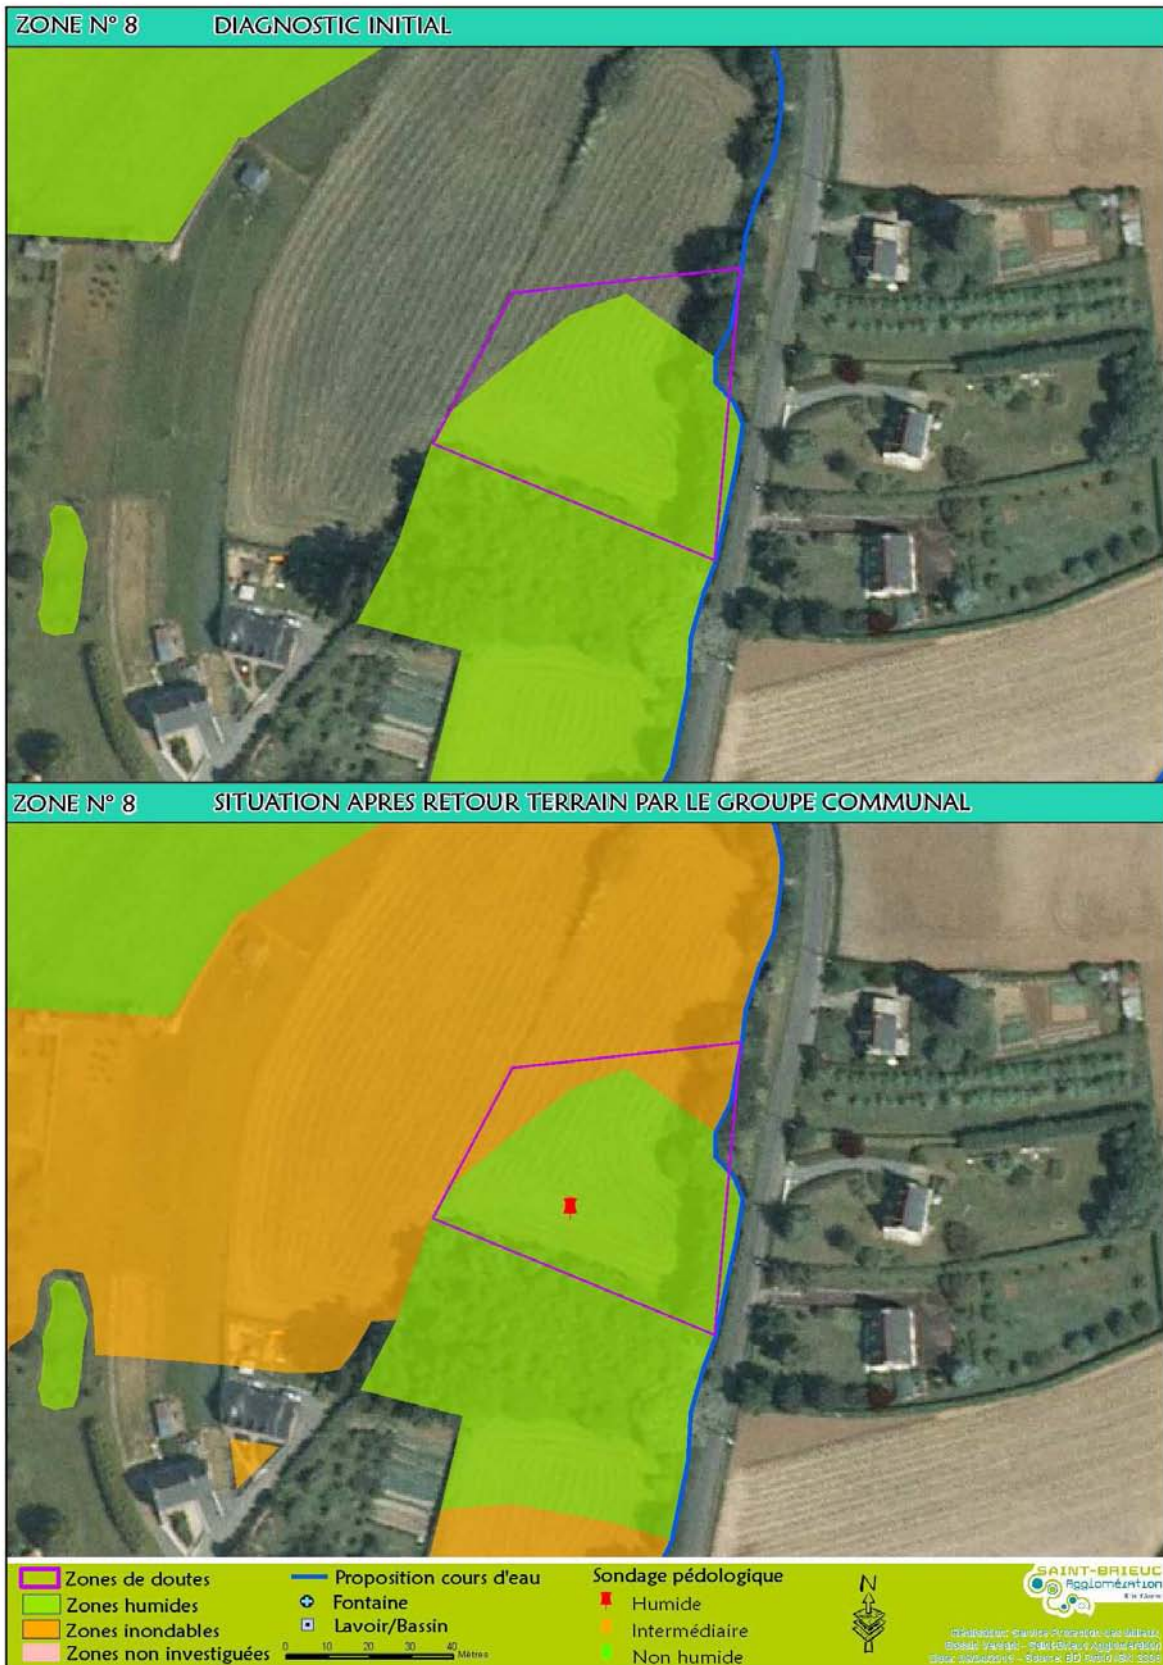 ZONE N° 8 DIAGNOSTIC INITIAL
ZONE N° 8 SITUATION APRES RETOUR TERRAIN PAR LE GROUPE COMMUNAL
Zones de doutes
Zones humides
Zones inondables
Zones non investiguées
Proposition cours d'eau
Fontaine
Lavoir/Bassin
0 10 20 30 40
Mètres
Sondage pédologique
Humide
Intermédiaire
Non humide
N
SAINT-BRIEUC
Agglomération